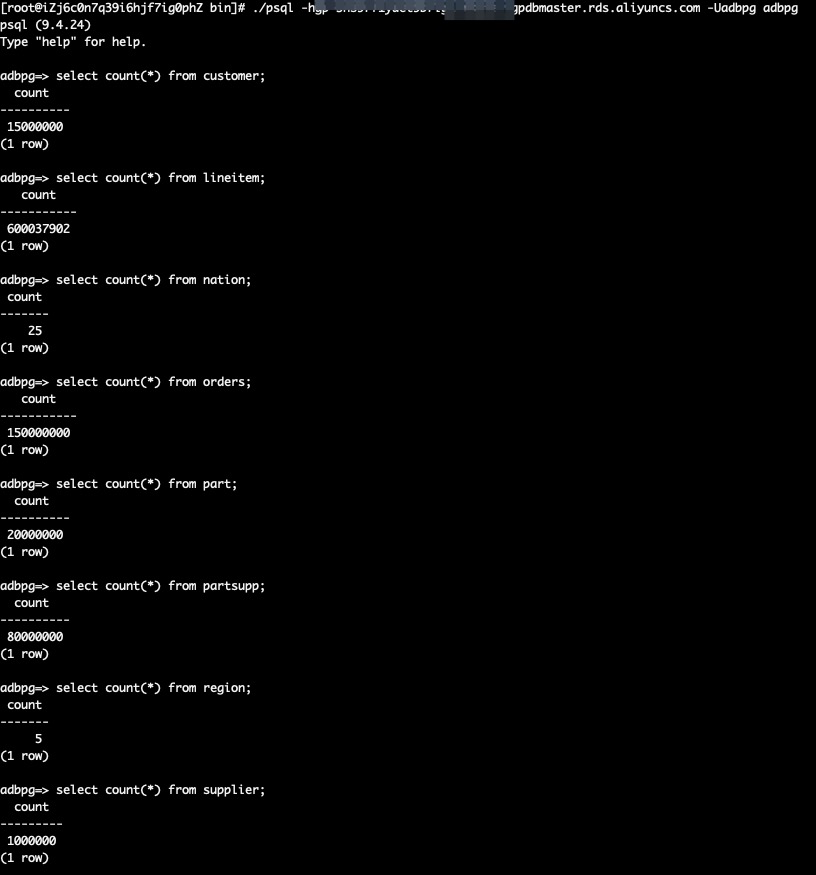 [root@iZj6c0n7q39i6hjf7ig0phZ bin]# ./psql gpdbmaster.rds.aliyuncs.com -Uadbpg adbpg
psql (9.4.24)
Type "help" for help.
adbpg=> select count(*) from customer;
count
----------
15000000
(1 row)
adbpg=> select count(*) from lineitem;
count
-----------
600037902
(1 row)
adbpg=> select count(*) from nation;
count
-------
25
(1 row)
adbpg=> select count(*) from orders;
count
-----------
150000000
(1 row)
adbpg=> select count(*) from part;
count
----------
20000000
(1 row)
adbpg=> select count(*) from partsupp;
count
----------
80000000
(1 row)
adbpg=> select count(*) from region;
count
-------
5
(1 row)
adbpg=> select count(*) from supplier;
count
---------
1000000
(1 row)